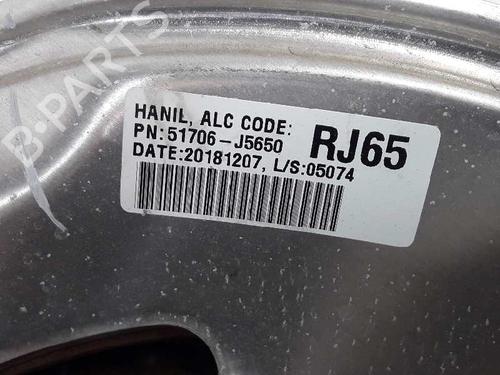 B-PARTS
HANIL, ALC CODE:
PN: 51706-J5650 RJ65
DATE:20181207, L/S:05074